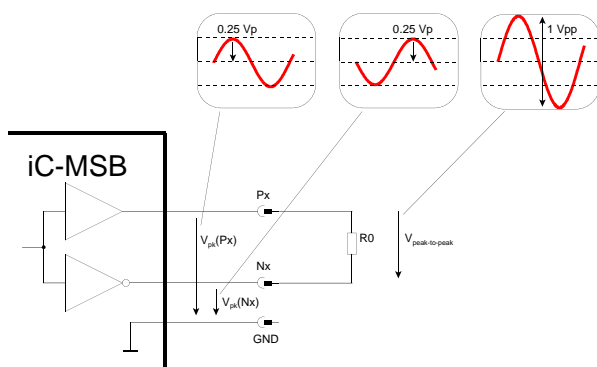 0.25 Vp
0.25 Vp
1 Vpp
iC-MSB
Px
Vpk(Px)
R0
Vpeak-to-peak
Nx
Vpk(Nx)
GND